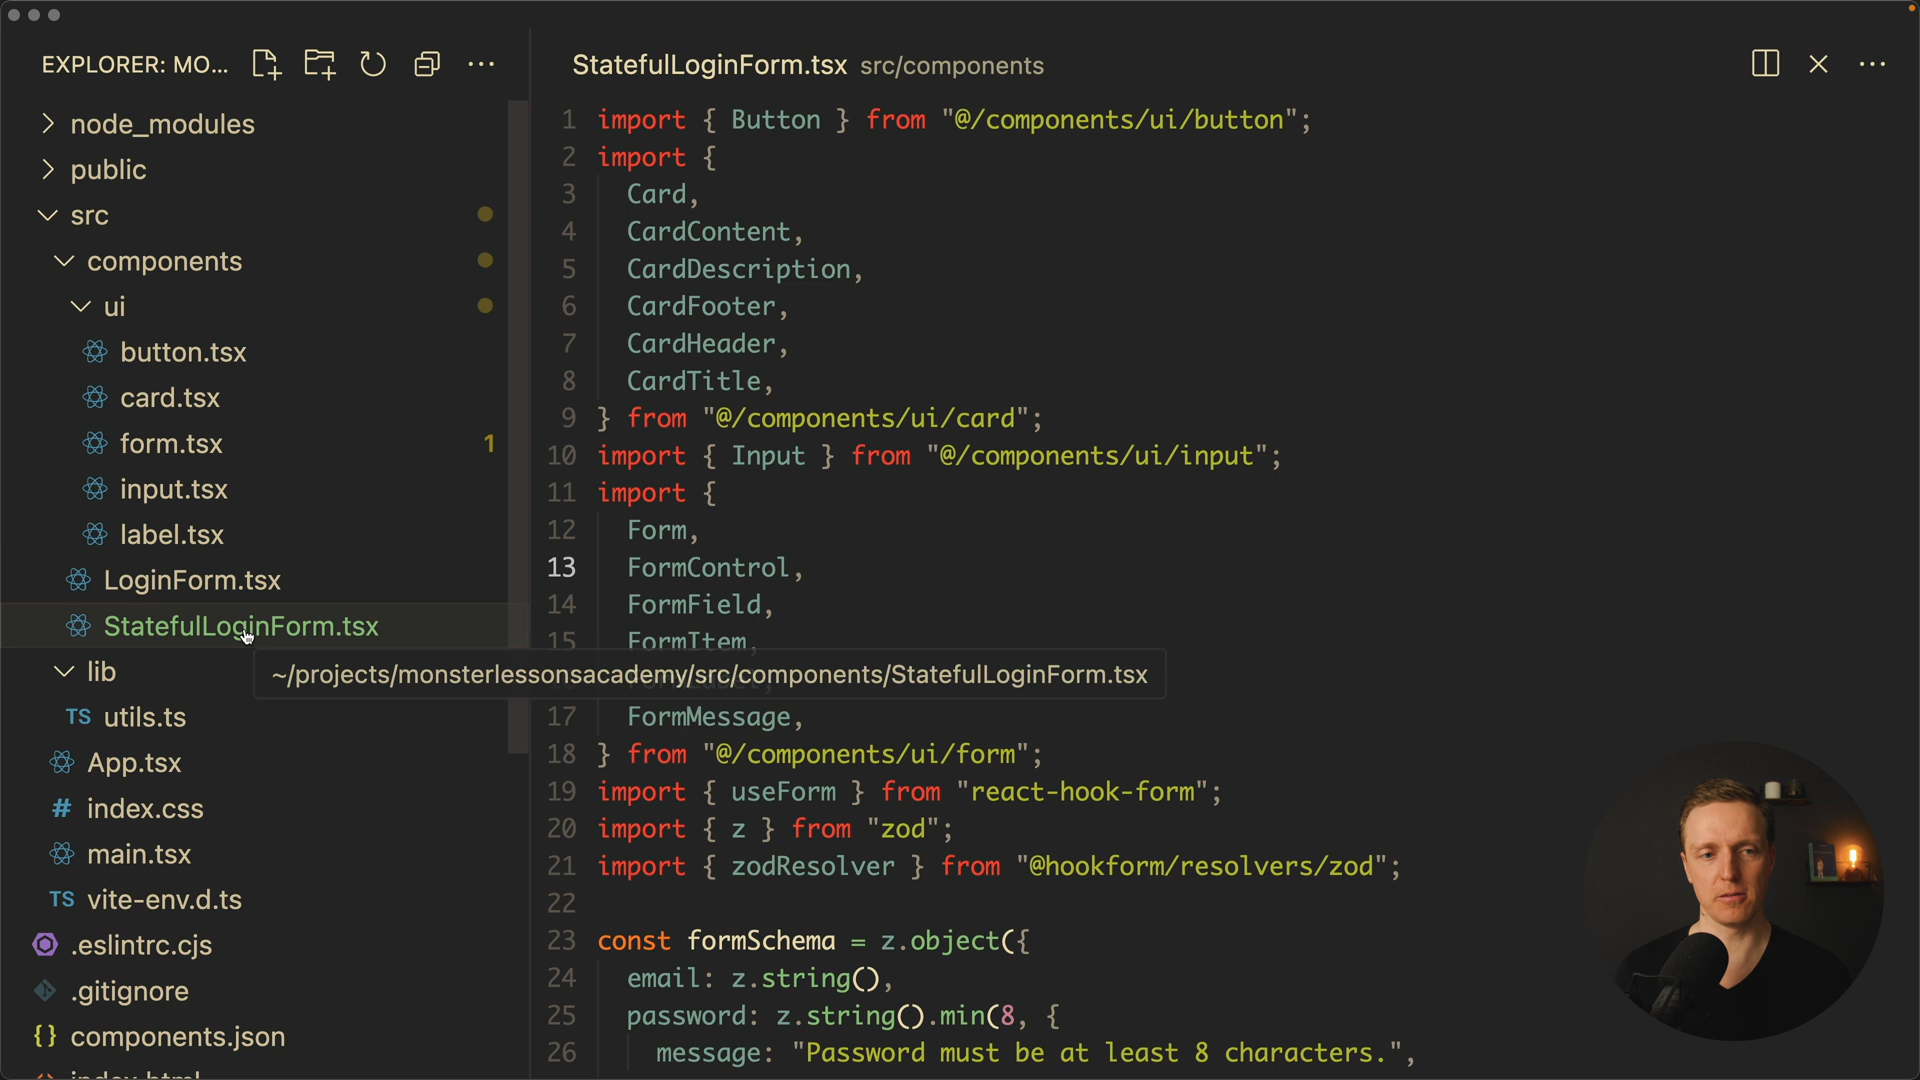 EXPLORER: MO...
node_modules
public
src
components
ui
button.tsx
card.tsx
form.tsx 1
input.tsx
label.tsx
LoginForm.tsx
StatefulLoginForm.tsx
lib
TS utils.ts
App.tsx
# index.css
main.tsx
TS vite-env.d.ts
.eslintrc.cjs
.gitignore
{} components.json
index.html
StatefulLoginForm.tsx src/components
1 import { Button } from "@/components/ui/button";
2 import {
3 Card,
4 CardContent,
5 CardDescription,
6 CardFooter,
7 CardHeader,
8 CardTitle,
9 } from "@/components/ui/card";
10 import { Input } from "@/components/ui/input";
11 import {
12 Form,
13 FormControl,
14 FormField,
15 FormItem,
~/projects/monsterlessonsacademy/src/components/StatefulLoginForm.tsx
17 FormMessage,
18 } from "@/components/ui/form";
19 import { useForm } from "react-hook-form";
20 import { z } from "zod";
21 import { zodResolver } from "@hookform/resolvers/zod";
22
23 const formSchema = z.object({
24 email: z.string(),
25 password: z.string().min(8, {
26 message: "Password must be at least 8 characters.",